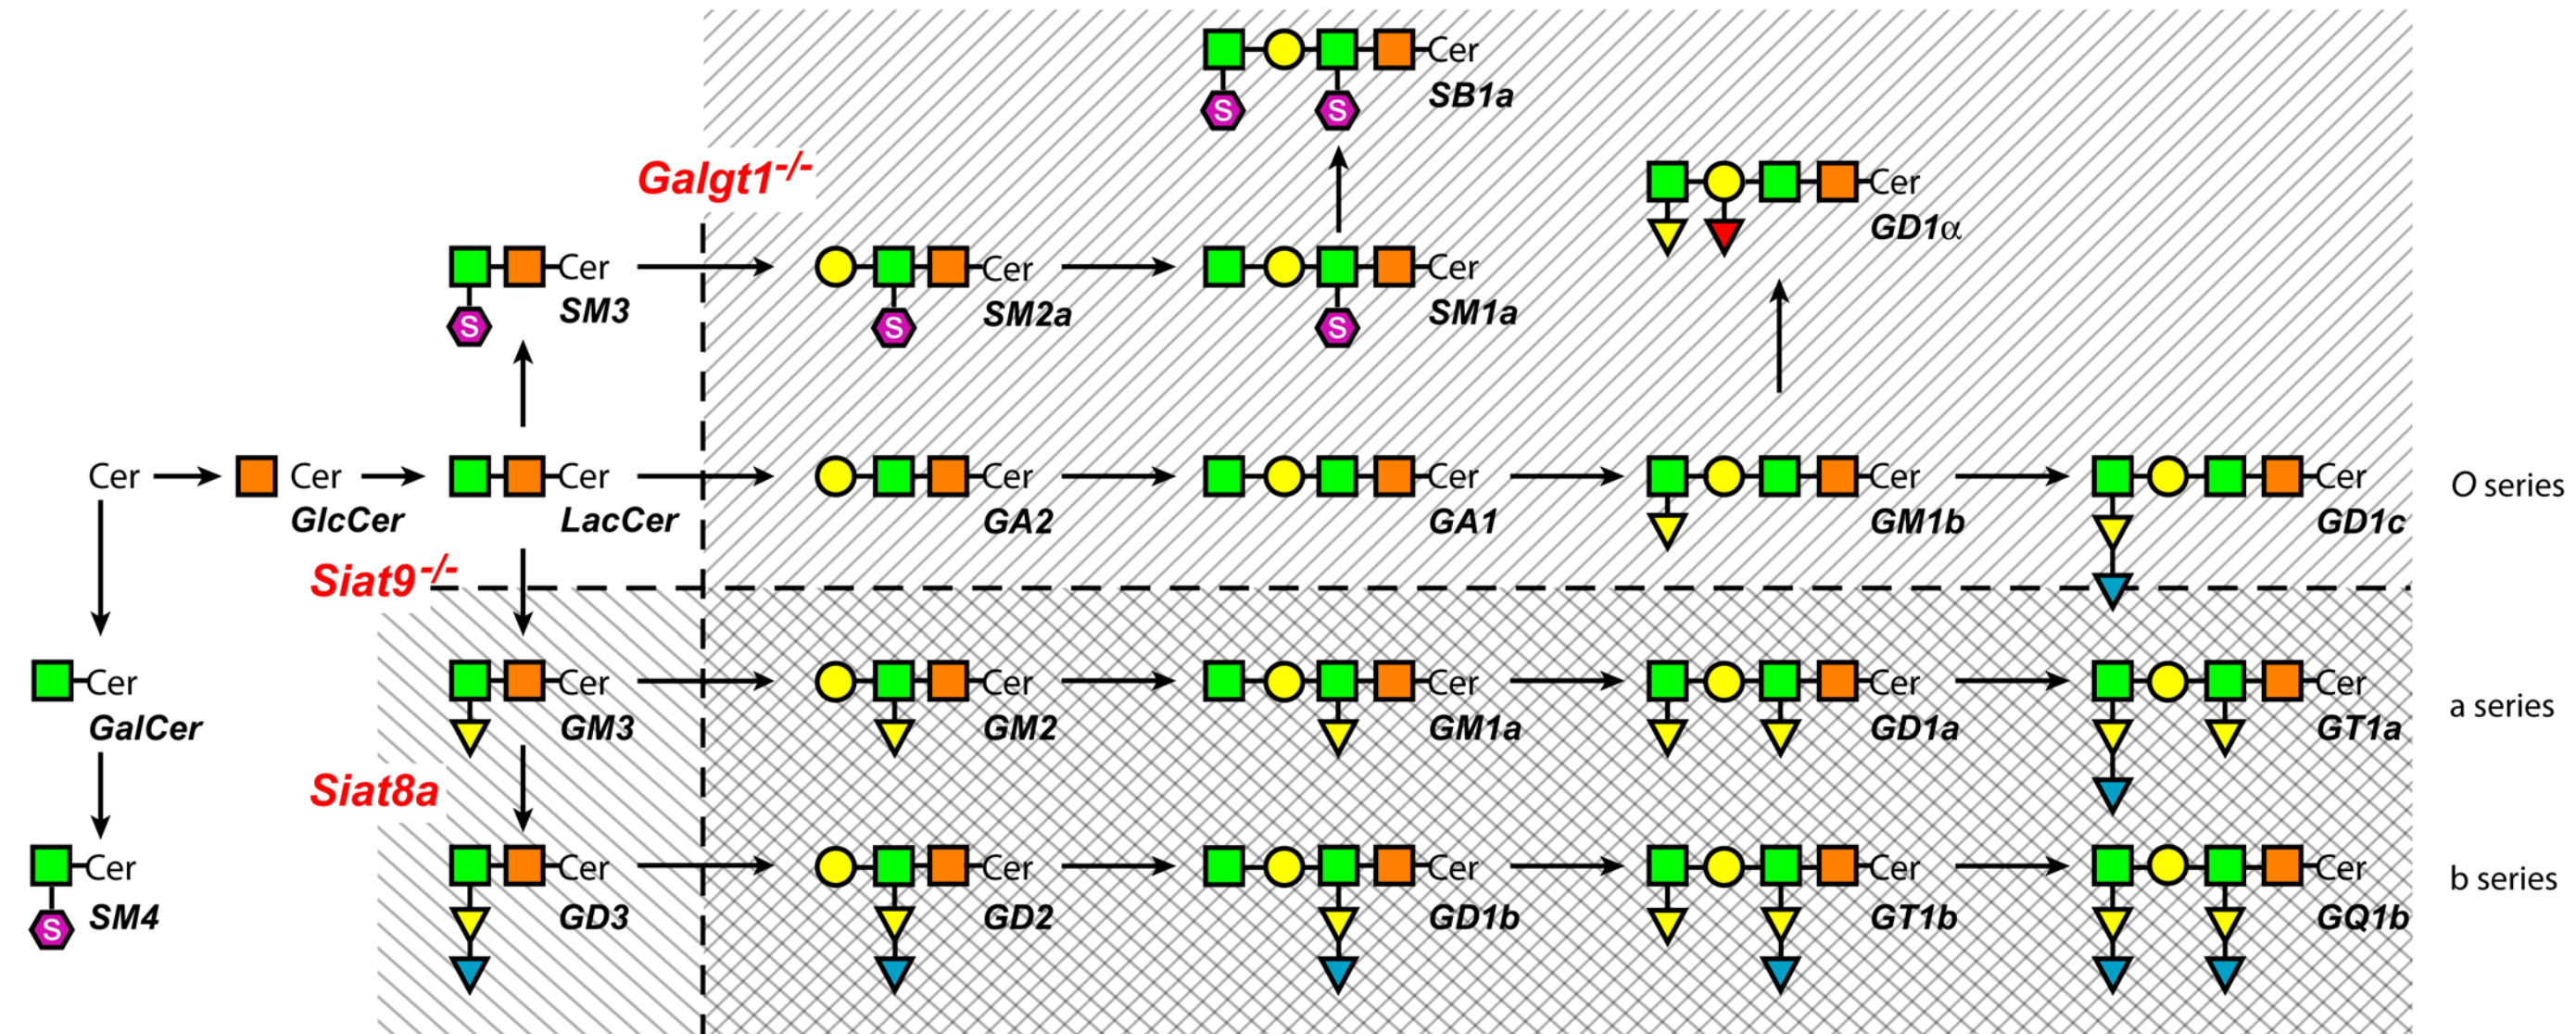 Cer
SB1a
S S
Galgt1-/-
Cer
GD1α
Cer
SM3
S
Cer
SM2a
S
Cer
SM1a
S
Cer
Cer
GlcCer
Cer
LacCer
Cer
GA2
Cer
GA1
Cer
GM1b
Cer
GD1c
O series
Siat9-/-
Cer
GalCer
Cer
GM3
Cer
GM2
Cer
GM1a
Cer
GD1a
Cer
GT1a
a series
Siat8a
Cer
SM4
S
Cer
GD3
Cer
GD2
Cer
GD1b
Cer
GT1b
Cer
GQ1b
b series